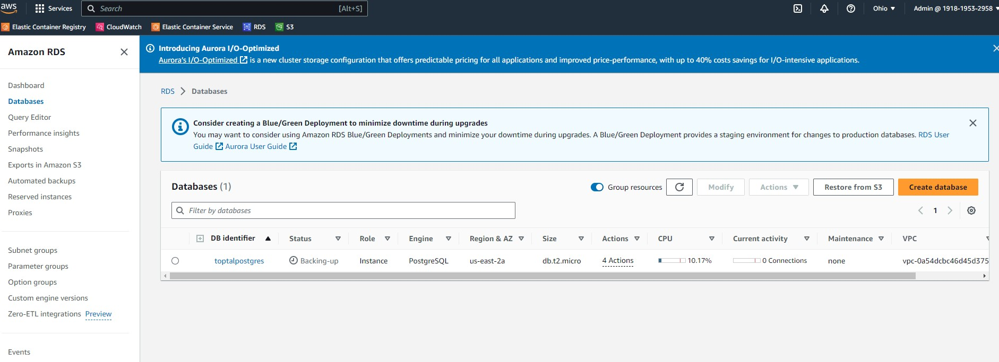 aws Services Search [Alt+S] Ohio Admin @ 1918-1953-2958
Elastic Container Registry CloudWatch Elastic Container Service RDS S3
Amazon RDS
Dashboard
Databases
Query Editor
Performance insights
Snapshots
Exports in Amazon S3
Automated backups
Reserved instances
Proxies
Subnet groups
Parameter groups
Option groups
Custom engine versions
Zero-ETL integrations Preview
Events
Introducing Aurora I/O-Optimized
Aurora's I/O-Optimized is a new cluster storage configuration that offers predictable pricing for all applications and improved price-performance, with up to 40% costs savings for I/O-intensive applications.
RDS > Databases
Consider creating a Blue/Green Deployment to minimize downtime during upgrades
You may want to consider using Amazon RDS Blue/Green Deployments and minimize your downtime during upgrades. A Blue/Green Deployment provides a staging environment for changes to production databases. RDS User
Guide Aurora User Guide
Databases (1) Group resources Modify Actions Restore from S3 Create database
Filter by databases 1
DB identifier Status Role Engine Region & AZ Size Actions CPU Current activity Maintenance VPC
toptalpostgres Backing-up Instance PostgreSQL us-east-2a db.t2.micro 4 Actions 10.17% 0 Connections none vpc-0a54dcbc46d45d375